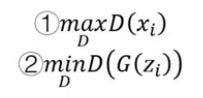 ①maxD(xᵢ)
D
②minD(G(zᵢ))
D